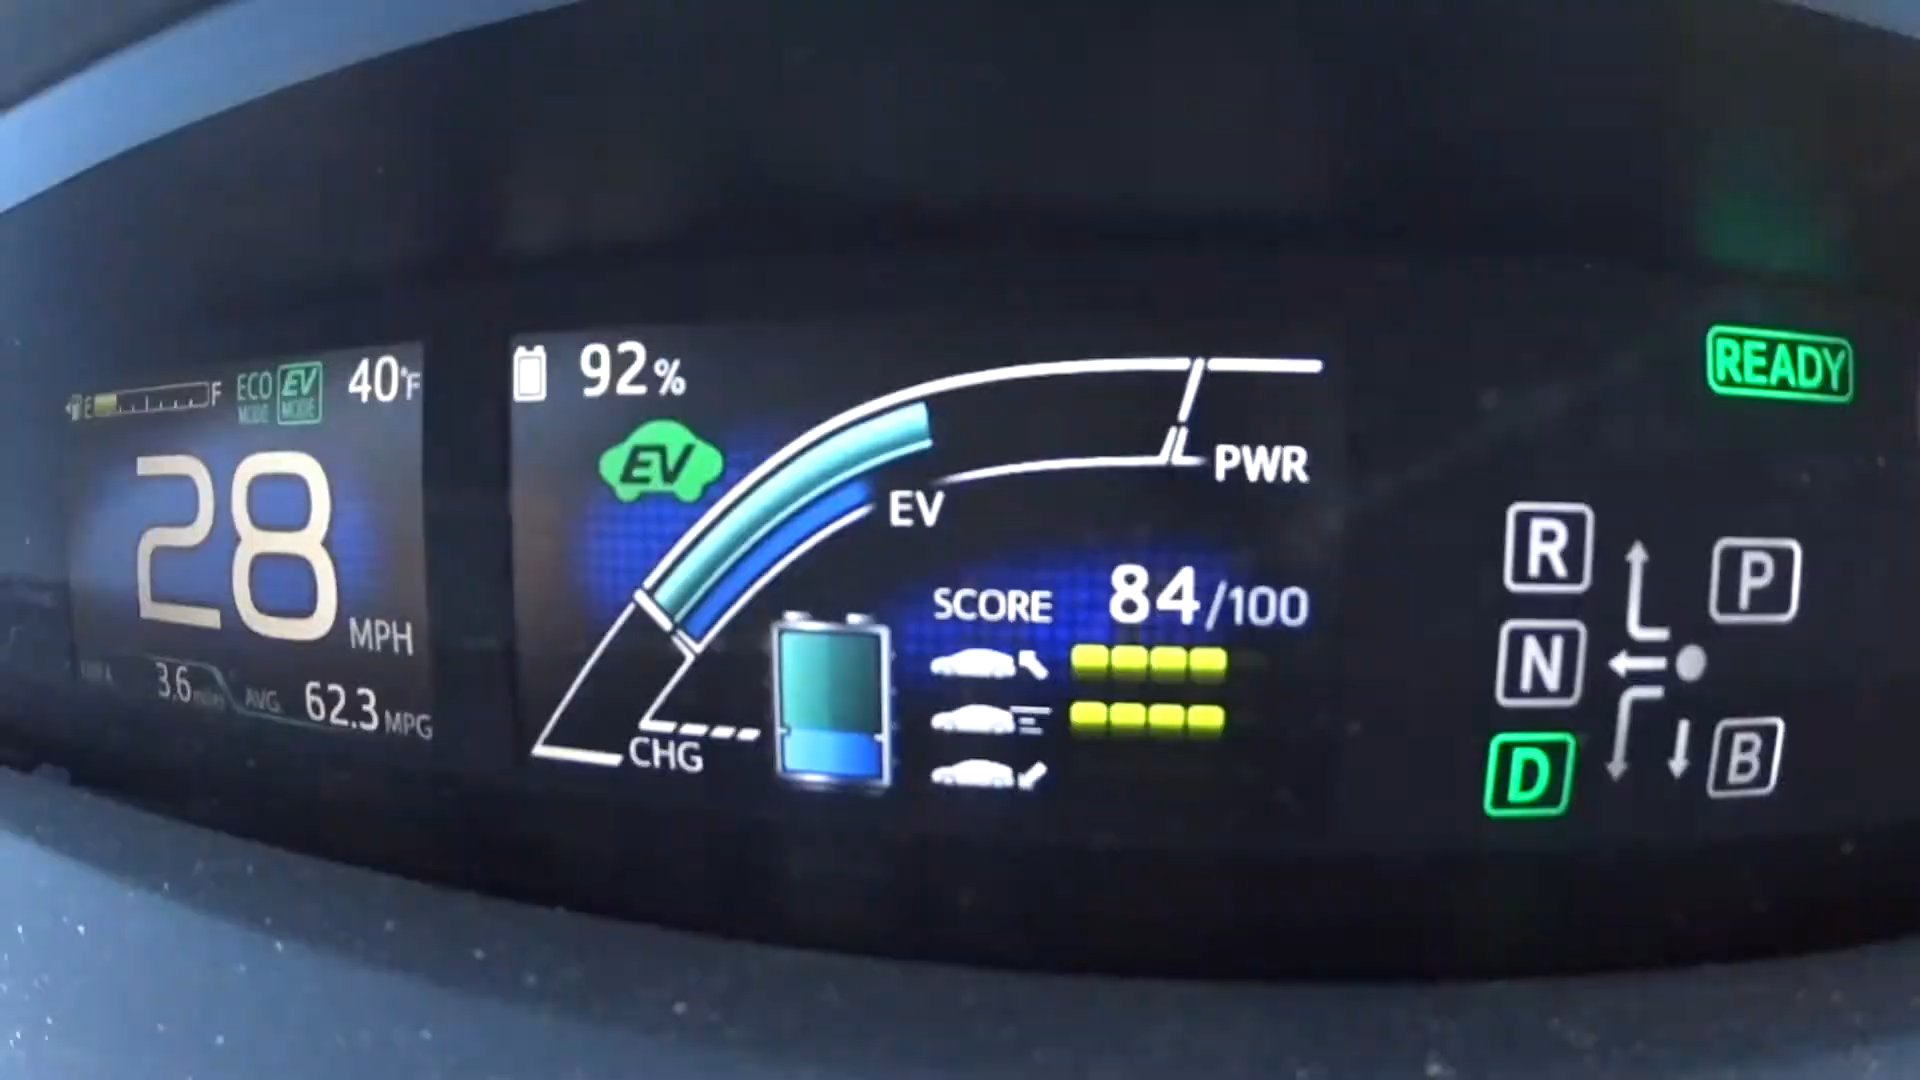 E F ECO MODE EV MODE 40°F
28 MPH
3.6 miles AVG. 62.3 MPG
92%
EV
EV
PWR
CHG
SCORE 84/100
READY
R
P
N
D
B